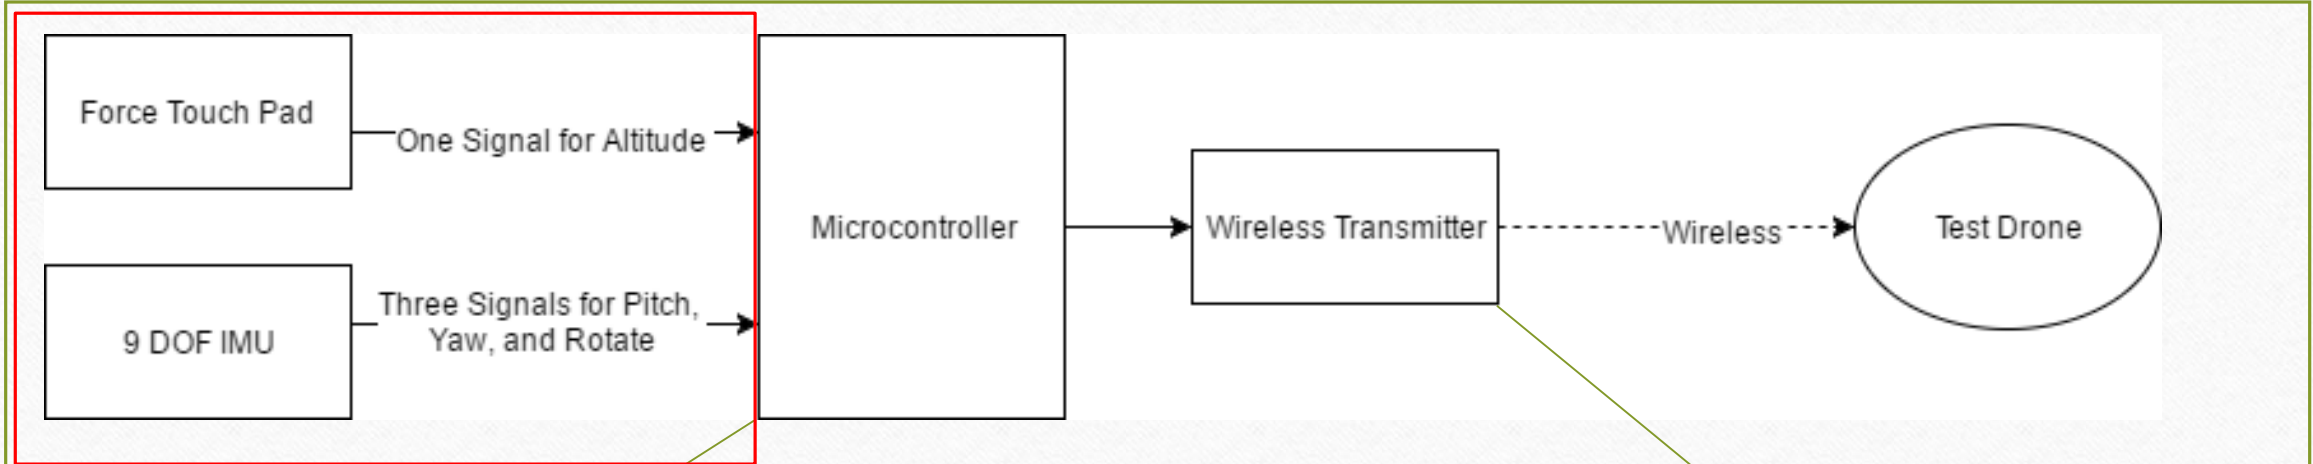 Force Touch Pad
One Signal for Altitude
9 DOF IMU
Three Signals for Pitch,
Yaw, and Rotate
Microcontroller
Wireless Transmitter
Wireless
Test Drone